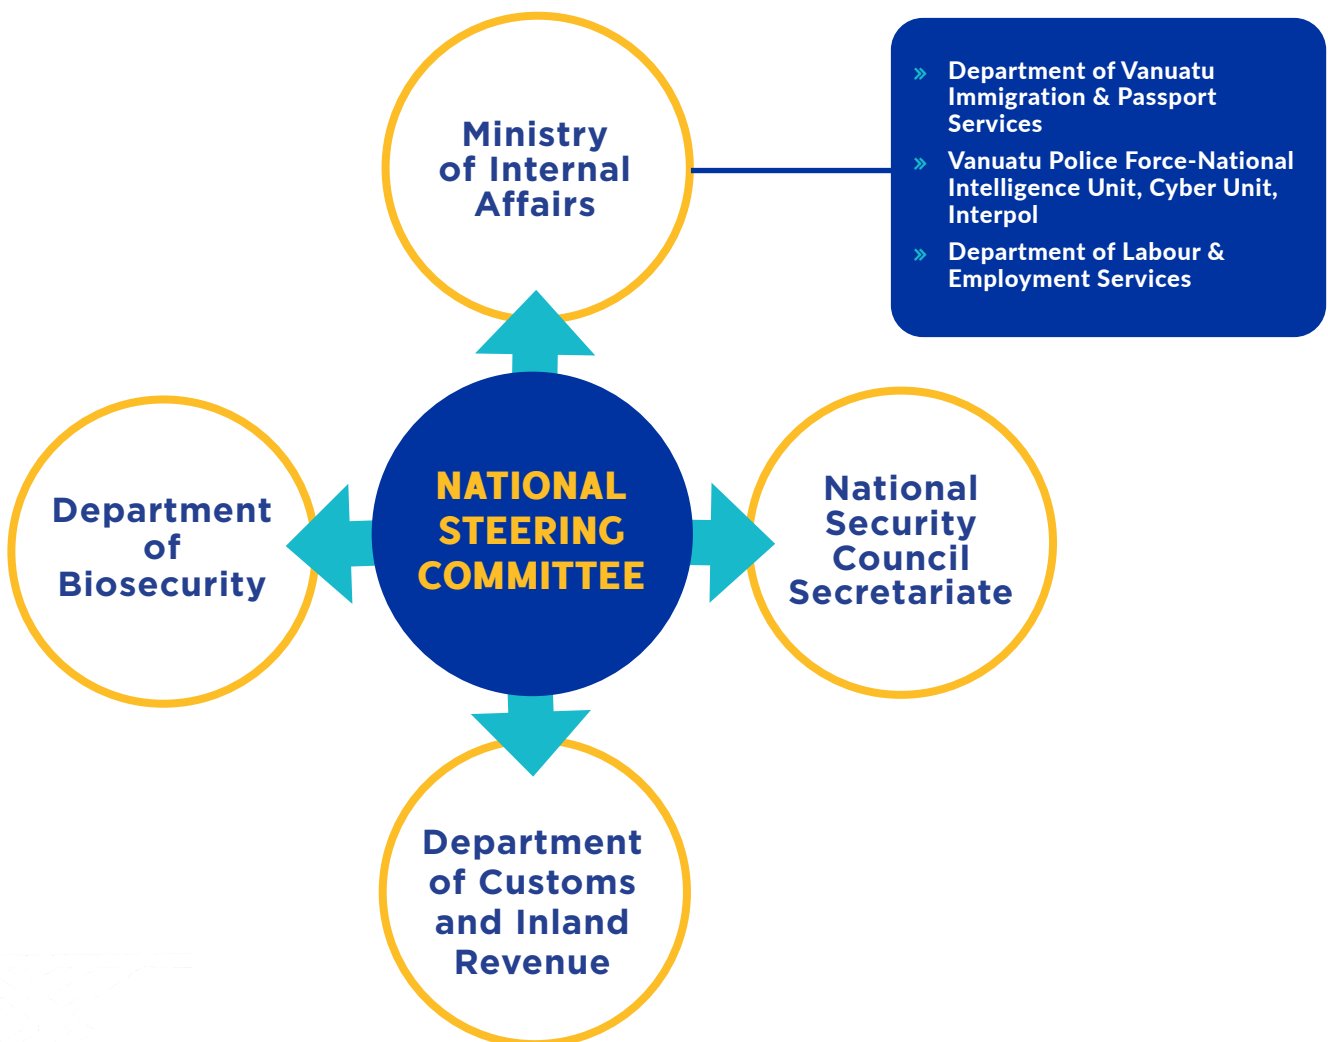 Ministry
of Internal
Affairs
» Department of Vanuatu
Immigration & Passport
Services
» Vanuatu Police Force-National
Intelligence Unit, Cyber Unit,
Interpol
» Department of Labour &
Employment Services
Department
of
Biosecurity
NATIONAL
STEERING
COMMITTEE
National
Security
Council
Secretariate
Department
of Customs
and Inland
Revenue